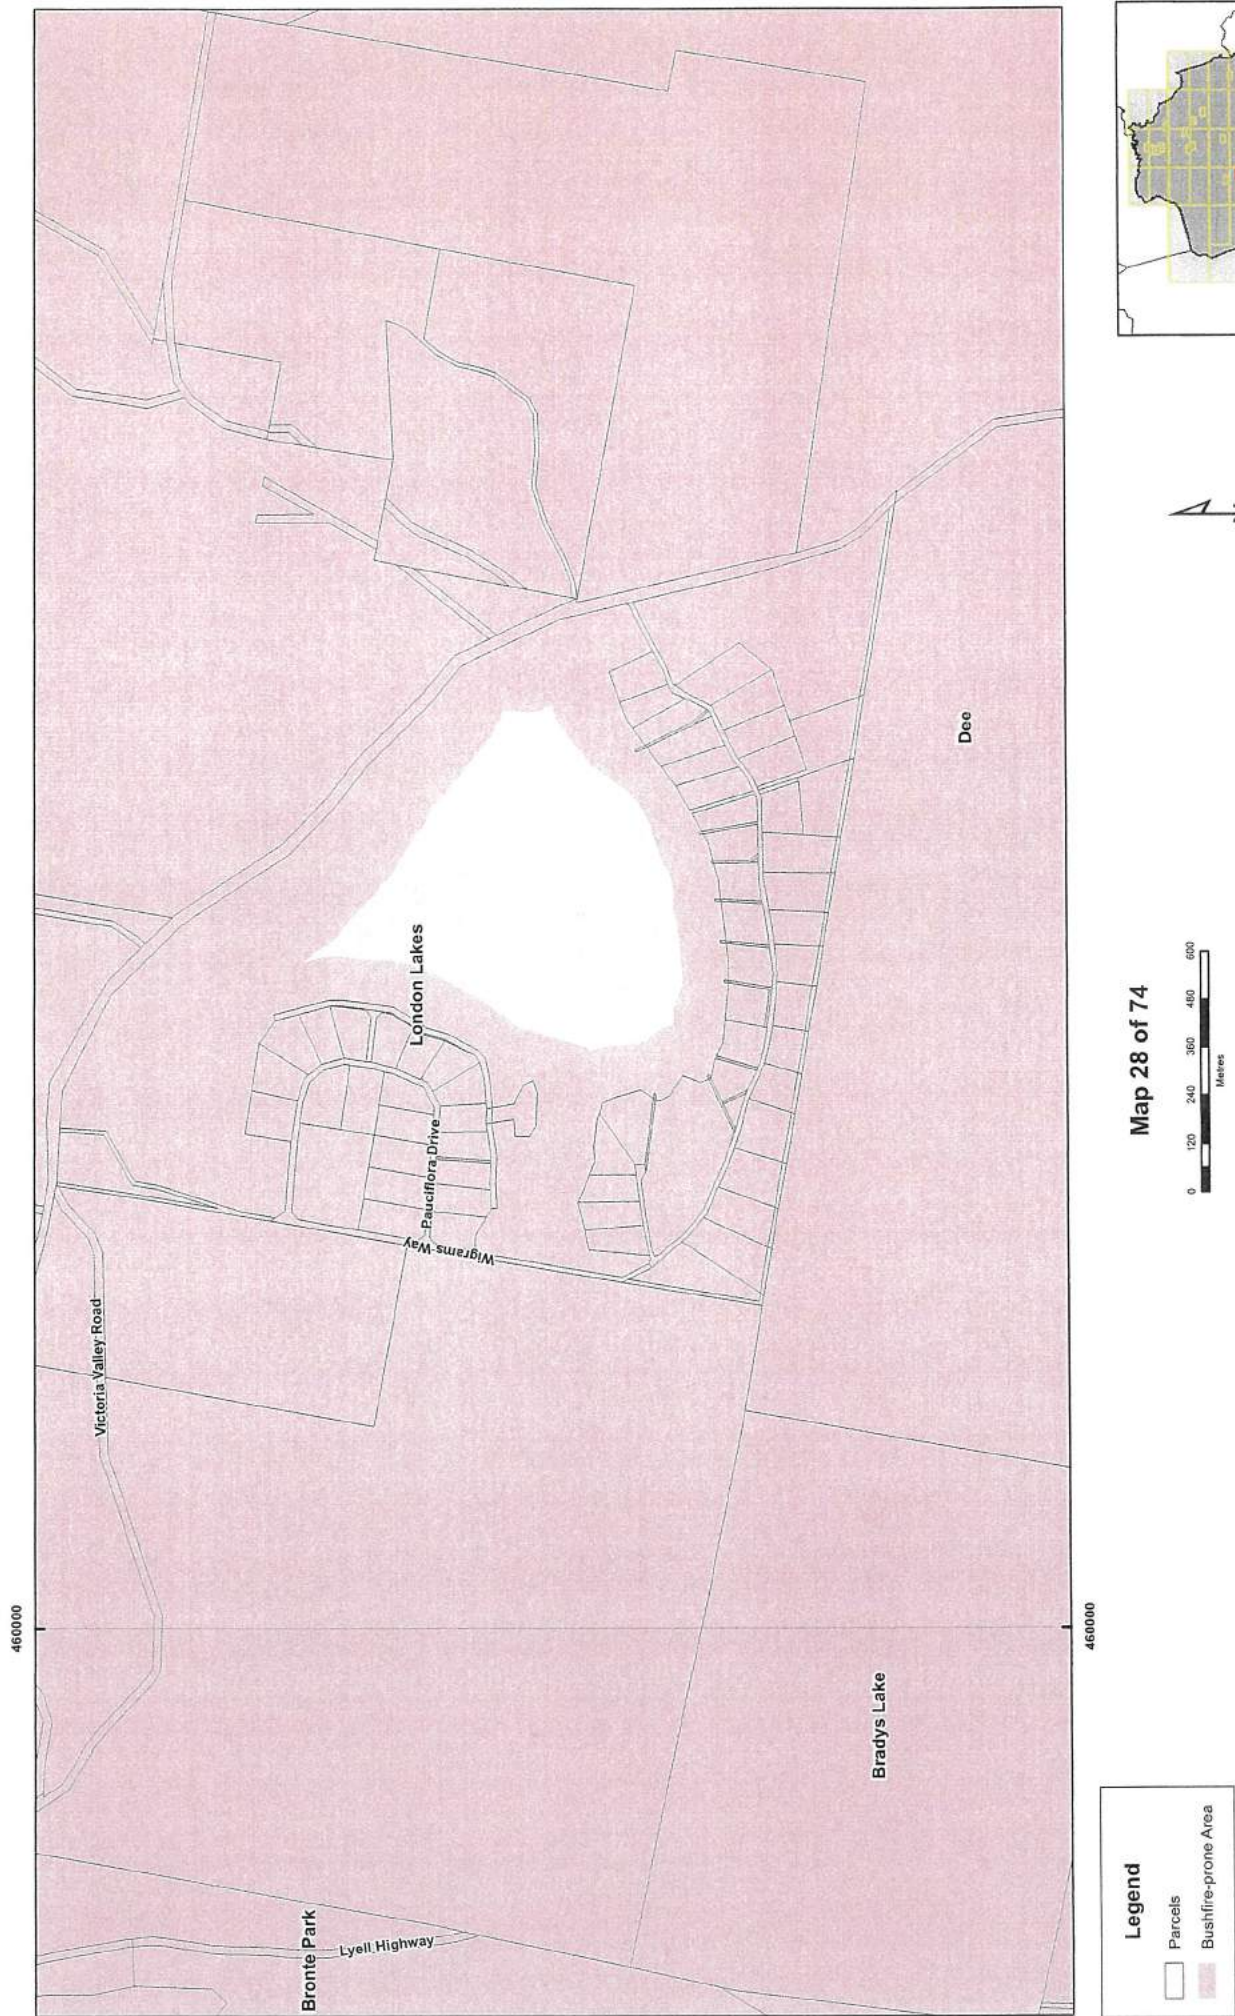 460000
Victoria Valley Road
London Lakes
Pauciflora Drive
Wigrams Way
Bronte Park
Lyell Highway
Bradys Lake
Dee
460000
Legend
Parcels
Bushfire-prone Area
Map 28 of 74
0 120 240 360 480 600
Metres